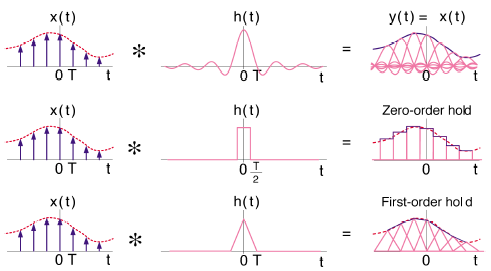 x(t) h(t) y(t) = x(t)
* =
0 T t 0 T t 0 t
x(t) h(t) Zero-order hold
* =
0 T t 0 T/2 t 0 t
x(t) h(t) First-order hold
* =
0 T t 0 T t 0 t